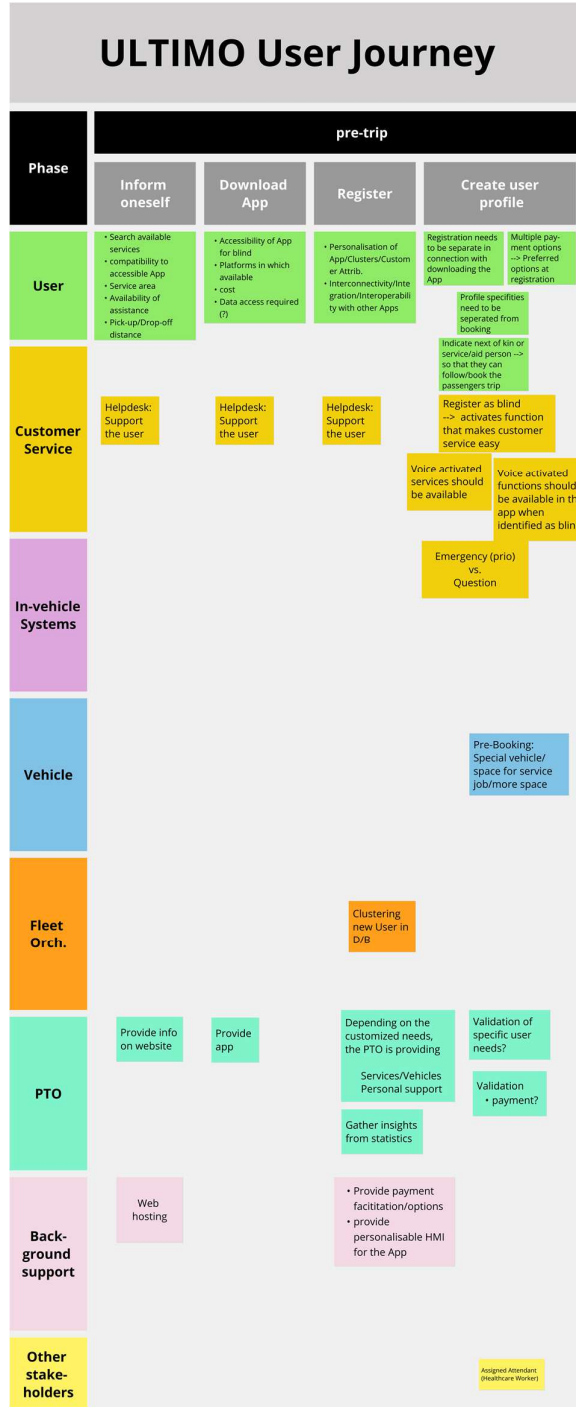 ULTIMO User Journey
Phase
pre-trip
Inform
oneself
Download
App
Register
Create user
profile
User
• Search available
services
• compatibility to
accessible App
• Service area
• Availability of
assistance
• Pick-up/Drop-off
distance
• Accessibility of App
for blind
• Platforms in which
available
• cost
• Data access required
(?)
• Personalisation of
App/Clusters/Custom
er Attrib.
• Interconnectivity/Inte
gration/Interoperabili
ty with other Apps
Registration needs
to be separate in
connection with
downloading the
App
Multiple pay-
ment options
--> Preferred
options at
registration
Profile specifities
need to be
seperated from
booking
Indicate next of kin or
service/aid person -->
so that they can
follow/book the
passengers trip
Customer
Service
Helpdesk:
Support
the user
Helpdesk:
Support
the user
Helpdesk:
Support
the user
Register as blind
--> activates function
that makes customer
service easy
Voice activated
services should
be available
Voice activated
functions should
be available in th
app when
identified as blin
In-vehicle
Systems
Emergency (prio)
vs.
Question
Vehicle
Pre-Booking:
Special vehicle/
space for service
job/more space
Fleet
Orch.
Clustering
new User in
D/B
PTO
Provide info
on website
Provide
app
Depending on the
customized needs,
the PTO is providing
Services/Vehicles
Personal support
Gather insights
from statistics
Validation of
specific user
needs?
Validation
• payment?
Back-
ground
support
Web
hosting
• Provide payment
facititation/options
• provide
personalisable HMI
for the App
Other
stake-
holders
Assigned Attendant
(Healthcare Worker)